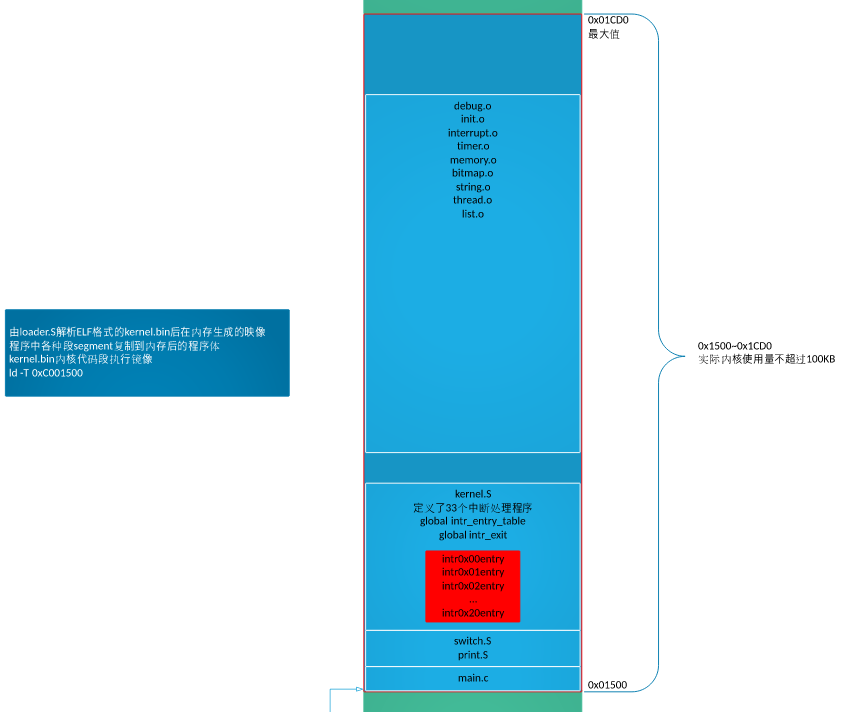 0x01CD0
最大值
debug.o
init.o
interrupt.o
timer.o
memory.o
bitmap.o
string.o
thread.o
list.o
由loader.S解析ELF格式的kernel.bin后在内存生成的映像
程序中各种段segment复制到内存后的程序体
kernel.bin内核代码段执行镜像
ld -T 0xC001500
0x1500~0x1CD0
实际内核使用量不超过100KB
kernel.S
定义了33个中断处理程序
global intr_entry_table
global intr_exit
intr0x00entry
intr0x01entry
intr0x02entry
...
intr0x20entry
switch.S
print.S
main.c
0x01500